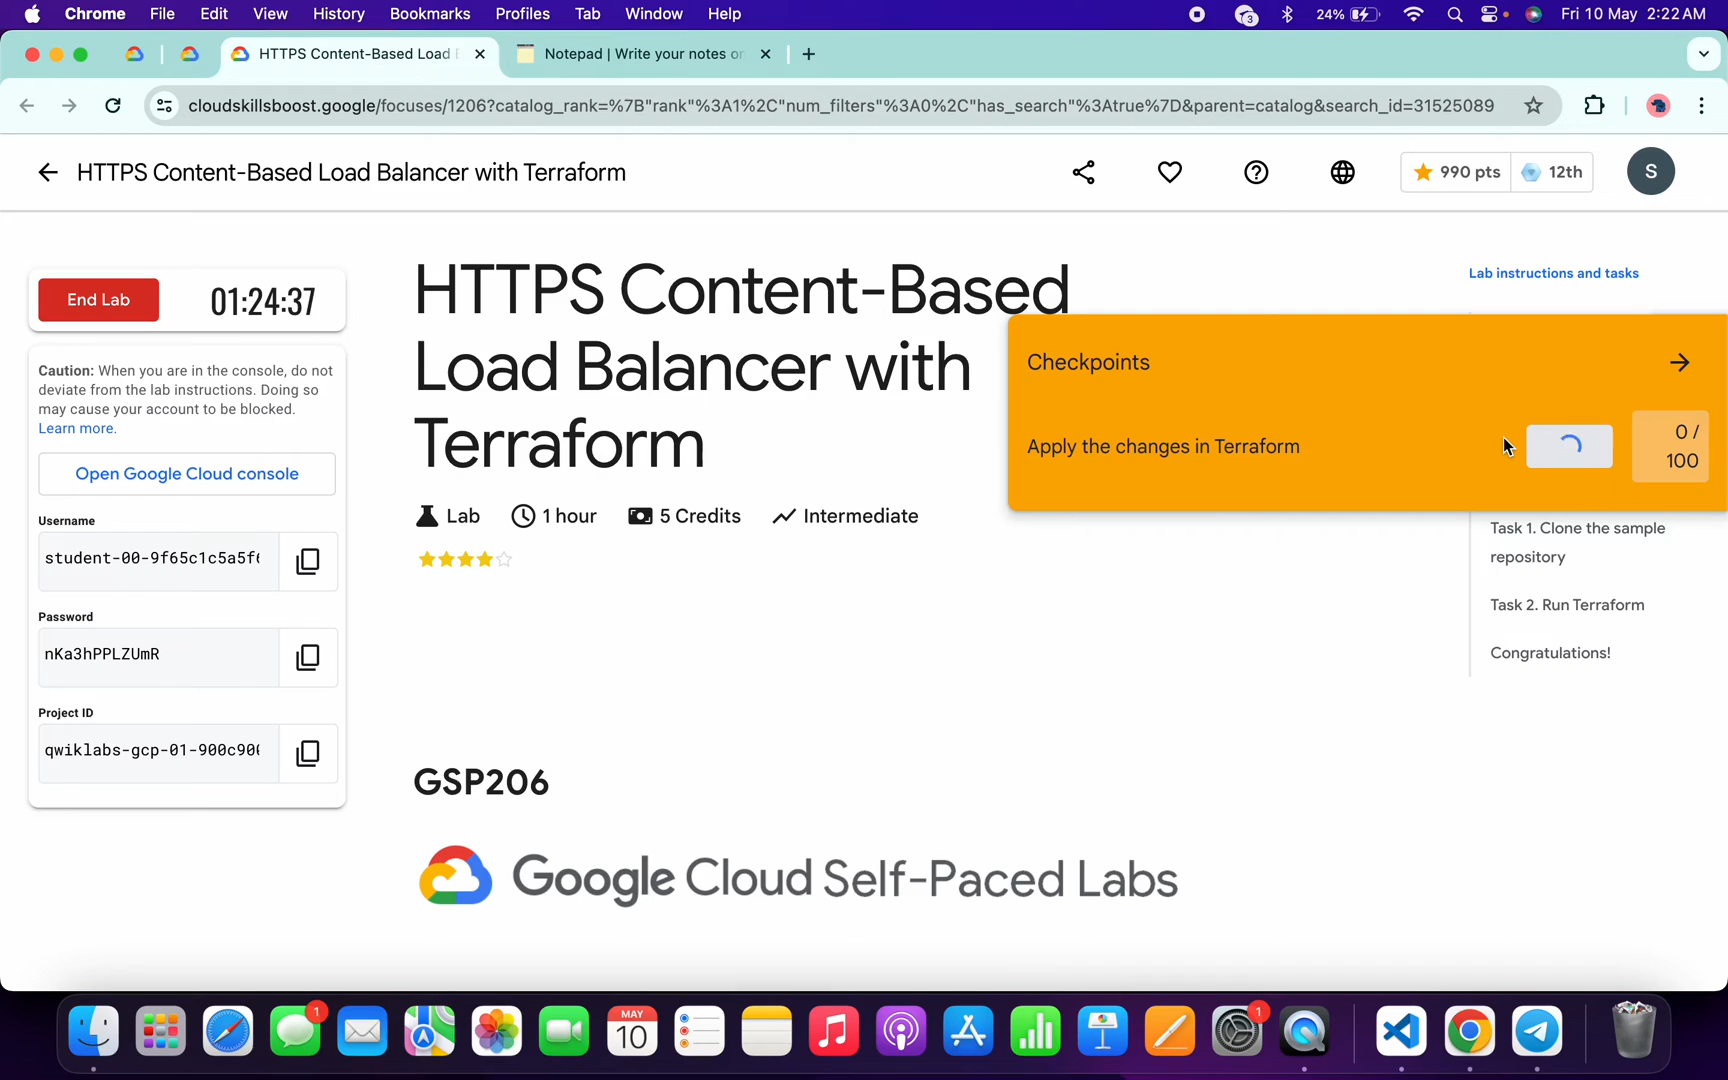 Chrome File Edit View History Bookmarks Profiles Tab Window Help 3 24% Fri 10 May 2:22 AM
HTTPS Content-Based Load Notepad | Write your notes
cloudskillsboost.google/focuses/1206?catalog_rank=%7B"rank"%3A1%2C"num_filters"%3A0%2C"has_search"%3Atrue%7D&parent=catalog&search_id=31525089
HTTPS Content-Based Load Balancer with Terraform 990 pts 12th S
End Lab 01:24:37
Caution: When you are in the console, do not
deviate from the lab instructions. Doing so
may cause your account to be blocked.
Learn more.
Open Google Cloud console
Username
student-00-9f65c1c5a5f
Password
nKa3hPPLZUmR
Project ID
qwiklabs-gcp-01-900c90
HTTPS Content-Based
Load Balancer with
Terraform
Lab 1 hour 5 Credits Intermediate
GSP206
Google Cloud Self-Paced Labs
Lab instructions and tasks
Checkpoints
Apply the changes in Terraform
0 /
100
Task 1. Clone the sample
repository
Task 2. Run Terraform
Congratulations!
1
MAY
10
1